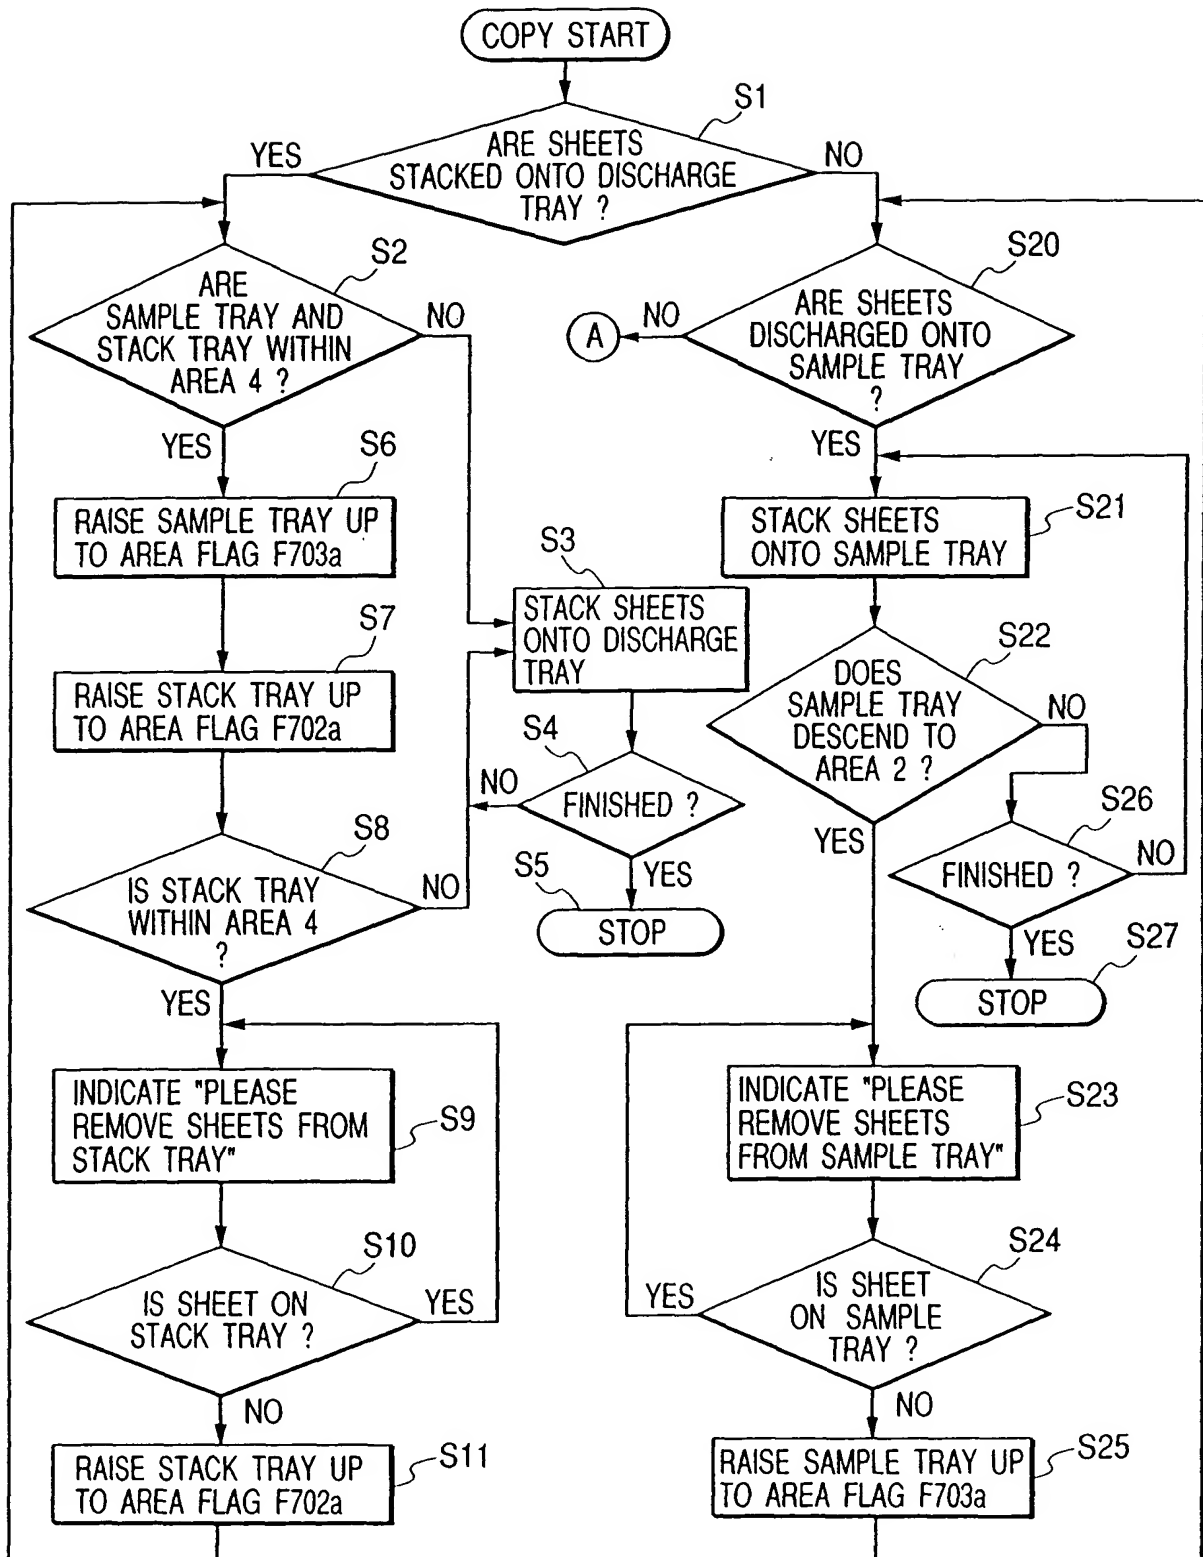 COPY START
S1
ARE SHEETS
STACKED ONTO DISCHARGE
TRAY ?
YES
NO
S2
ARE
SAMPLE TRAY AND
STACK TRAY WITHIN
AREA 4 ?
NO
YES
S20
ARE SHEETS
DISCHARGED ONTO
SAMPLE TRAY
?
NO
A
YES
S6
RAISE SAMPLE TRAY UP
TO AREA FLAG F703a
S7
RAISE STACK TRAY UP
TO AREA FLAG F702a
S3
STACK SHEETS
ONTO DISCHARGE
TRAY
S4
FINISHED ?
NO
YES
S5
STOP
S8
IS STACK TRAY
WITHIN AREA 4
?
NO
YES
S9
INDICATE "PLEASE
REMOVE SHEETS FROM
STACK TRAY"
S10
IS SHEET ON
STACK TRAY ?
YES
NO
S11
RAISE STACK TRAY UP
TO AREA FLAG F702a
S21
STACK SHEETS
ONTO SAMPLE TRAY
S22
DOES
SAMPLE TRAY
DESCEND TO
AREA 2 ?
NO
YES
S26
FINISHED ?
NO
YES
S27
STOP
S23
INDICATE "PLEASE
REMOVE SHEETS
FROM SAMPLE TRAY"
S24
IS SHEET
ON SAMPLE
TRAY ?
YES
NO
S25
RAISE SAMPLE TRAY UP
TO AREA FLAG F703a